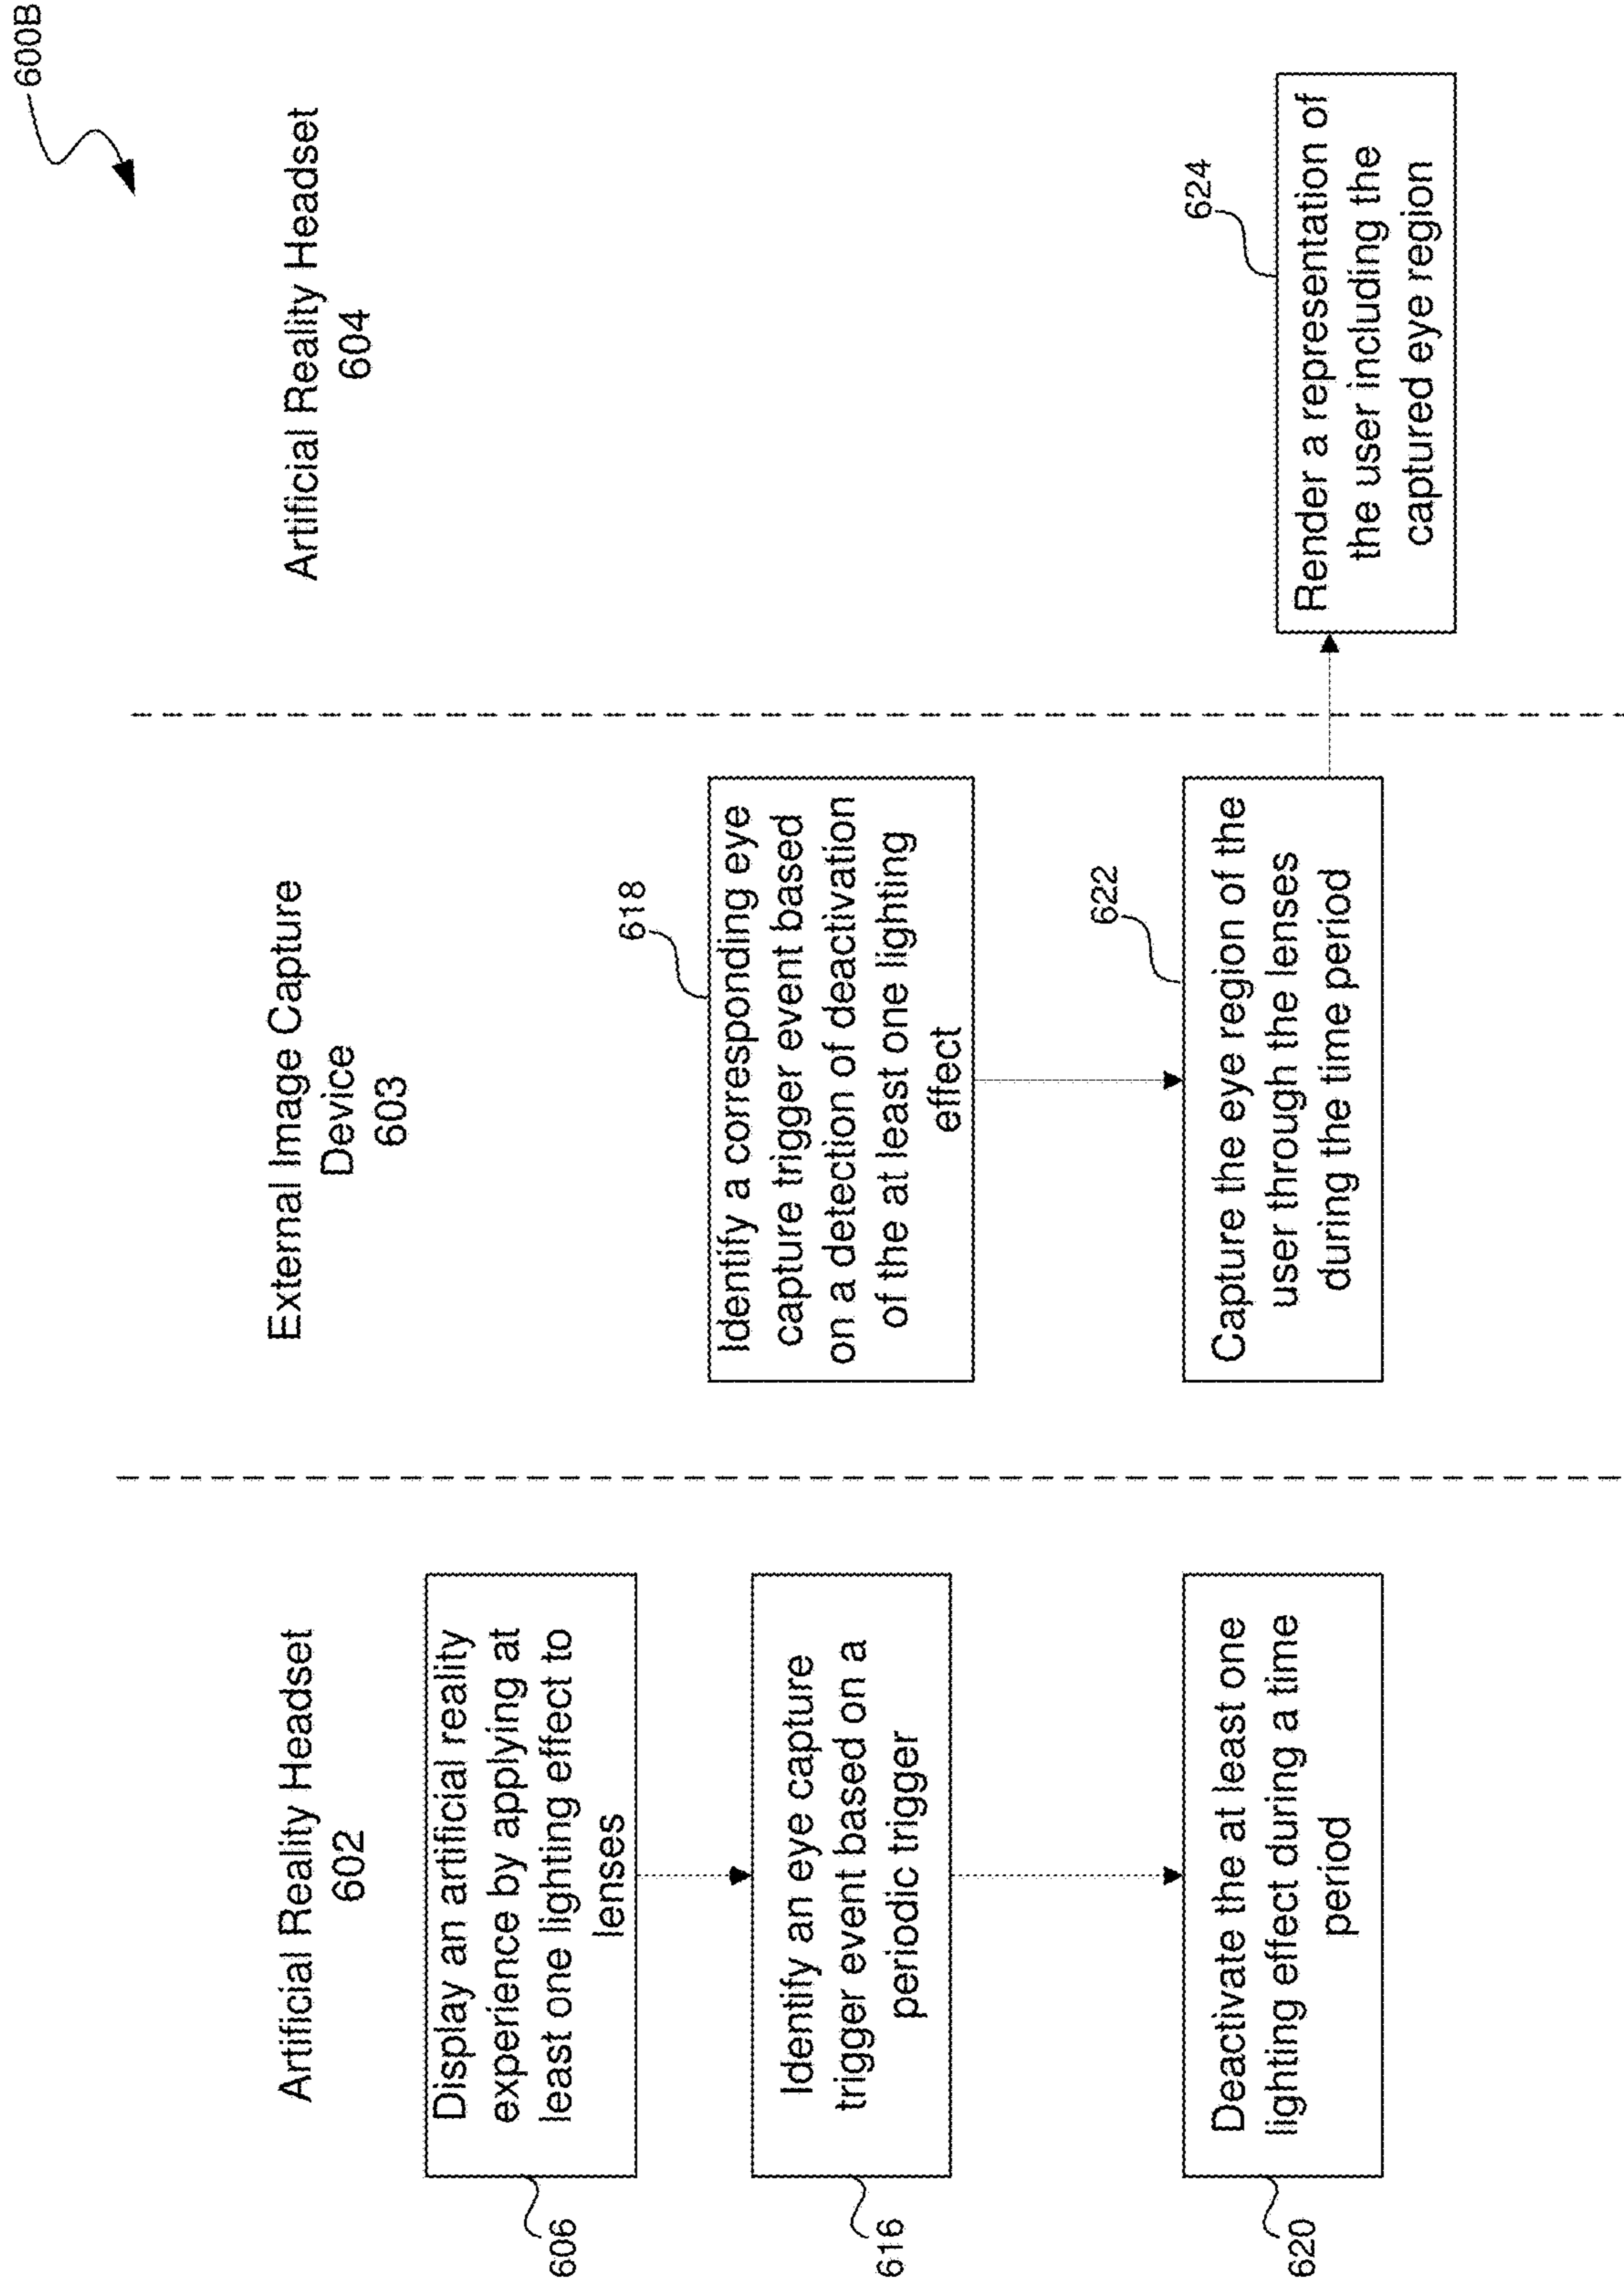 600B
Artificial Reality Headset
602
External Image Capture
Device
603
Artificial Reality Headset
604
606
Display an artificial reality
experience by applying at
least one lighting effect to
lenses
616
Identify an eye capture
trigger event based on a
periodic trigger
618
Identify a corresponding eye
capture trigger event based
on a detection of deactivation
of the at least one lighting
effect
620
Deactivate the at least one
lighting effect during a time
period
622
Capture the eye region of the
user through the lenses
during the time period
624
Render a representation of
the user including the
captured eye region